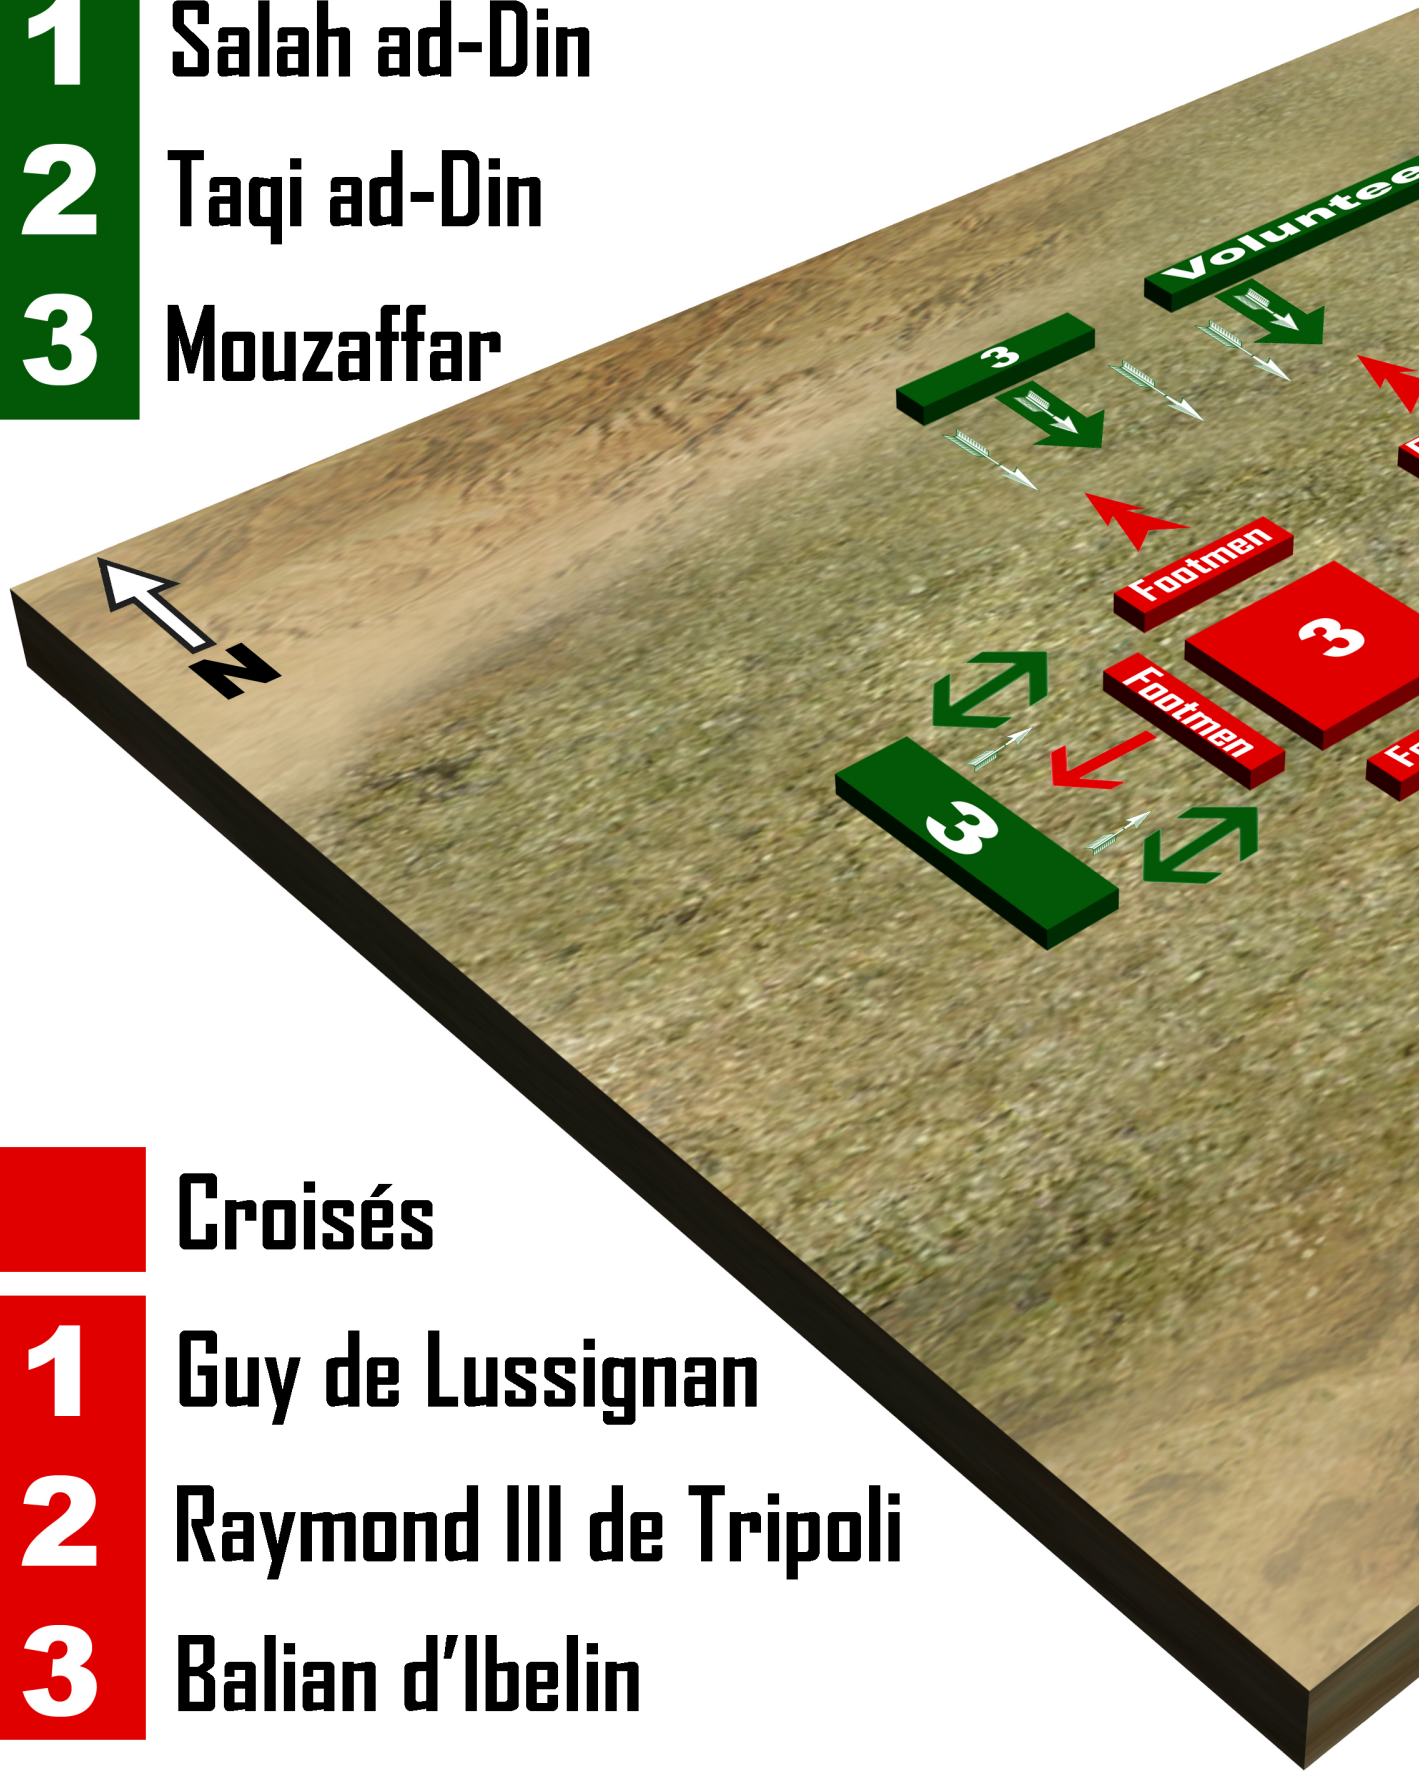 1 Salah ad-Din
2 Taqi ad-Din
3 Mouzaffar
Voluntee
3
Footmen
3
Footmen
3
N
Croisés
1 Guy de Lussignan
2 Raymond III de Tripoli
3 Balian d'Ibelin